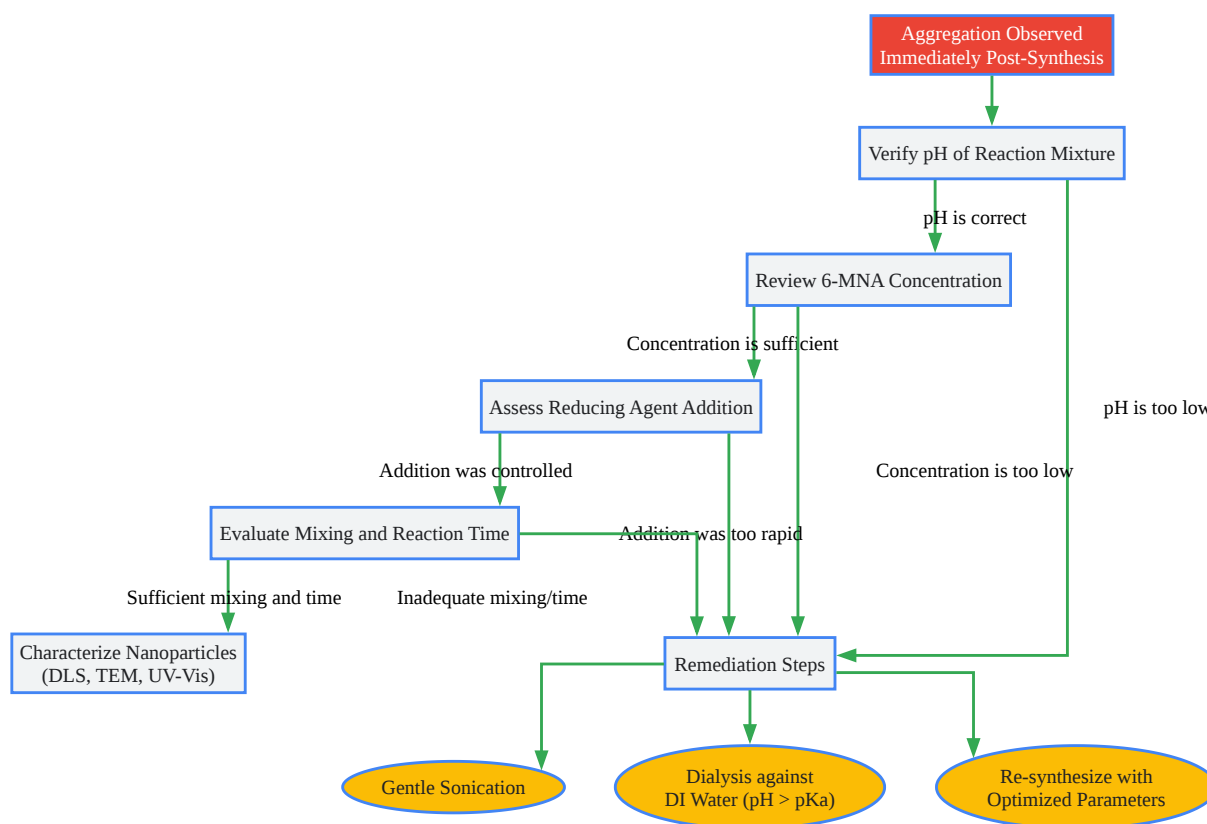 Aggregation Observed
Immediately Post-Synthesis
Verify pH of Reaction Mixture
pH is correct
Review 6-MNA Concentration
Concentration is sufficient
Assess Reducing Agent Addition
pH is too low
Addition was controlled
Concentration is too low
Evaluate Mixing and Reaction Time
Addition was too rapid
Sufficient mixing and time
Inadequate mixing/time
Characterize Nanoparticles
(DLS, TEM, UV-Vis)
Remediation Steps
Gentle Sonication
Dialysis against
DI Water (pH > pKa)
Re-synthesize with
Optimized Parameters